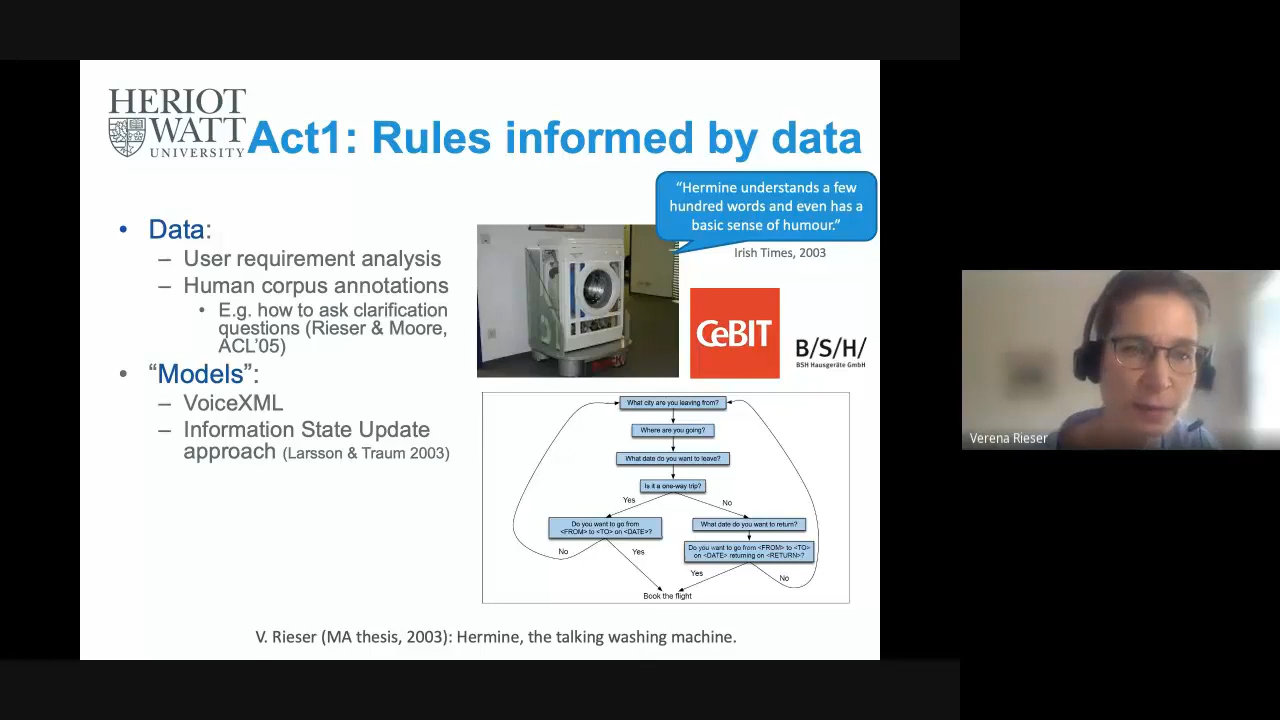 HERIOT
WATT
UNIVERSITY
Act1: Rules informed by data
“Hermine understands a few
hundred words and even has a
basic sense of humour.”
Irish Times, 2003
• Data:
– User requirement analysis
– Human corpus annotations
• E.g. how to ask clarification
questions (Rieser & Moore,
ACL’05)
• “Models”:
– VoiceXML
– Information State Update
approach (Larsson & Traum 2003)
CeBIT
B/S/H/
BSH Hausgeräte GmbH
What city are you leaving from?
Where are you going?
What date do you want to leave?
Is it a one-way trip?
Yes
No
Do you want to go from
<FROM> to <TO> on <DATE>?
What date do you want to return?
Do you want to go from <FROM> to <TO>
on <DATE> returning on <RETURN>?
No
Yes
Yes
No
Book the flight
V. Rieser (MA thesis, 2003): Hermine, the talking washing machine.
Verena Rieser